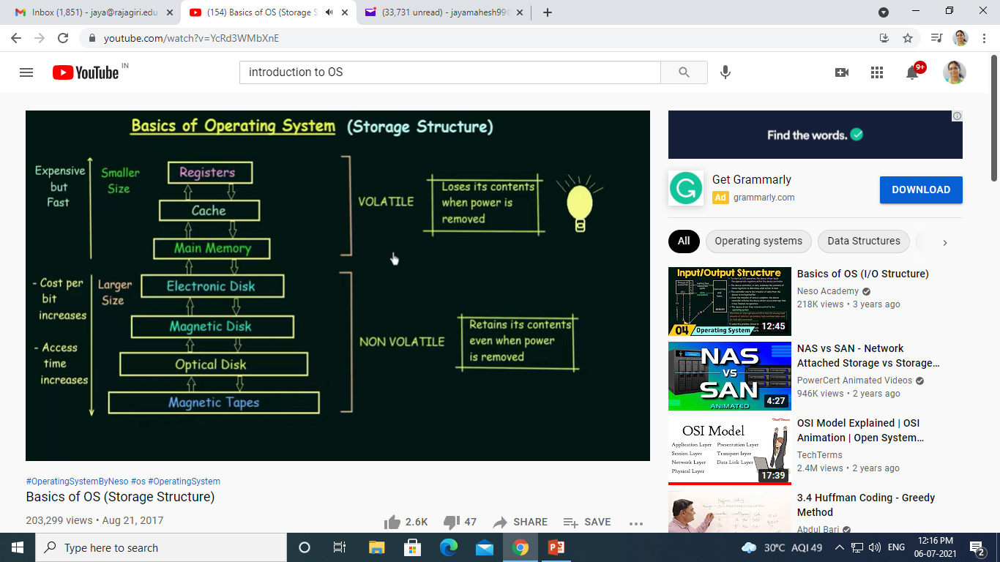 Inbox (1,851) - jaya@rajagiri.edu
(154) Basics of OS (Storage S
(33,731 unread) - jayamahesh99@
youtube.com/watch?v=YcRd3WMbXnE
YouTube IN
introduction to OS
9+
Basics of Operating System (Storage Structure)
Expensive
but
Fast
Smaller
Size
Registers
Cache
Main Memory
VOLATILE
Loses its contents
when power is
removed
- Cost per
bit
increases
- Access
time
increases
Larger
Size
Electronic Disk
Magnetic Disk
Optical Disk
Magnetic Tapes
NON VOLATILE
Retains its contents
even when power
is removed
#OperatingSystemByNeso #os #OperatingSystem
Basics of OS (Storage Structure)
203,299 views • Aug 21, 2017
2.6K
47
SHARE
SAVE
Find the words.
Get Grammarly
Ad grammarly.com
DOWNLOAD
All
Operating systems
Data Structures
Input/Output Structure
04
Operating System
12:45
Basics of OS (I/O Structure)
Neso Academy
218K views • 3 years ago
NAS
VS
SAN
ANIMATED
4:27
NAS vs SAN - Network
Attached Storage vs Storage...
PowerCert Animated Videos
946K views • 2 years ago
OSI Model
Application Layer Presentation Layer
Session Layer Transport layer
Network Layer Data Link Layer
Physical Layer
17:39
OSI Model Explained | OSI
Animation | Open System...
TechTerms
2.4M views • 2 years ago
Huffman Coding
3.4 Huffman Coding - Greedy
Method
Abdul Bari
Type here to search
30°C AQI 49
ENG
12:16 PM
06-07-2021
2